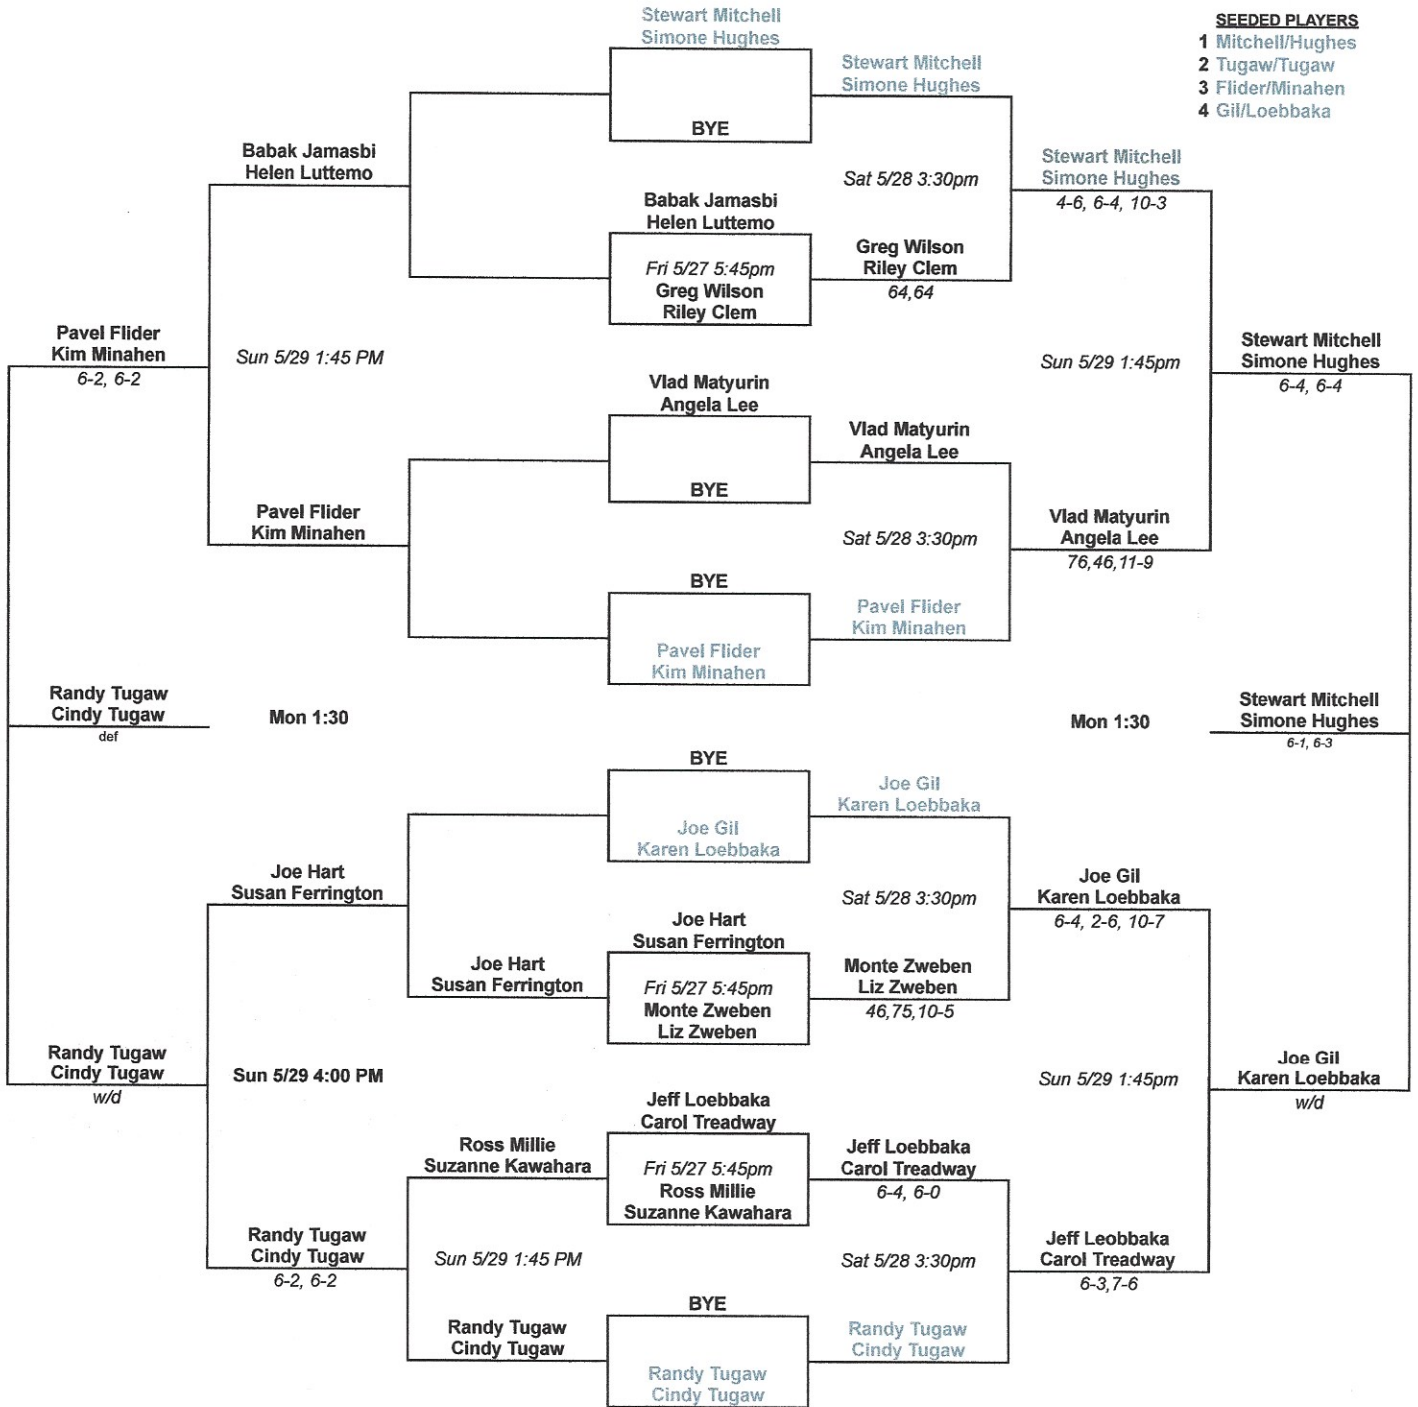 Stewart Mitchell
Simone Hughes
SEEDED PLAYERS
1 Mitchell/Hughes
2 Tugaw/Tugaw
3 Flider/Minahen
4 Gil/Loebbaka
Stewart Mitchell
Simone Hughes
BYE
Babak Jamasbi
Helen Luttemo
Sat 5/28 3:30pm
Stewart Mitchell
Simone Hughes
4-6, 6-4, 10-3
Babak Jamasbi
Helen Luttemo
Fri 5/27 5:45pm
Greg Wilson
Riley Clem
Greg Wilson
Riley Clem
64,64
Pavel Flider
Kim Minahen
6-2, 6-2
Sun 5/29 1:45 PM
Sun 5/29 1:45pm
Stewart Mitchell
Simone Hughes
6-4, 6-4
Vlad Matyurin
Angela Lee
BYE
Vlad Matyurin
Angela Lee
Pavel Flider
Kim Minahen
Sat 5/28 3:30pm
Vlad Matyurin
Angela Lee
76,46,11-9
BYE
Pavel Flider
Kim Minahen
Pavel Flider
Kim Minahen
Randy Tugaw
Cindy Tugaw
def
Mon 1:30
Mon 1:30
Stewart Mitchell
Simone Hughes
6-1, 6-3
BYE
Joe Gil
Karen Loebbaka
Joe Gil
Karen Loebbaka
Joe Hart
Susan Ferrington
Sat 5/28 3:30pm
Joe Gil
Karen Loebbaka
6-4, 2-6, 10-7
Joe Hart
Susan Ferrington
Joe Hart
Susan Ferrington
Fri 5/27 5:45pm
Monte Zweben
Liz Zweben
Monte Zweben
Liz Zweben
46,75,10-5
Randy Tugaw
Cindy Tugaw
w/d
Sun 5/29 4:00 PM
Sun 5/29 1:45pm
Joe Gil
Karen Loebbaka
w/d
Jeff Loebbaka
Carol Treadway
Ross Millie
Suzanne Kawahara
Fri 5/27 5:45pm
Ross Millie
Suzanne Kawahara
Jeff Loebbaka
Carol Treadway
6-4, 6-0
Randy Tugaw
Cindy Tugaw
6-2, 6-2
Sun 5/29 1:45 PM
Sat 5/28 3:30pm
Jeff Leobbaka
Carol Treadway
6-3,7-6
BYE
Randy Tugaw
Cindy Tugaw
Randy Tugaw
Cindy Tugaw
Randy Tugaw
Cindy Tugaw